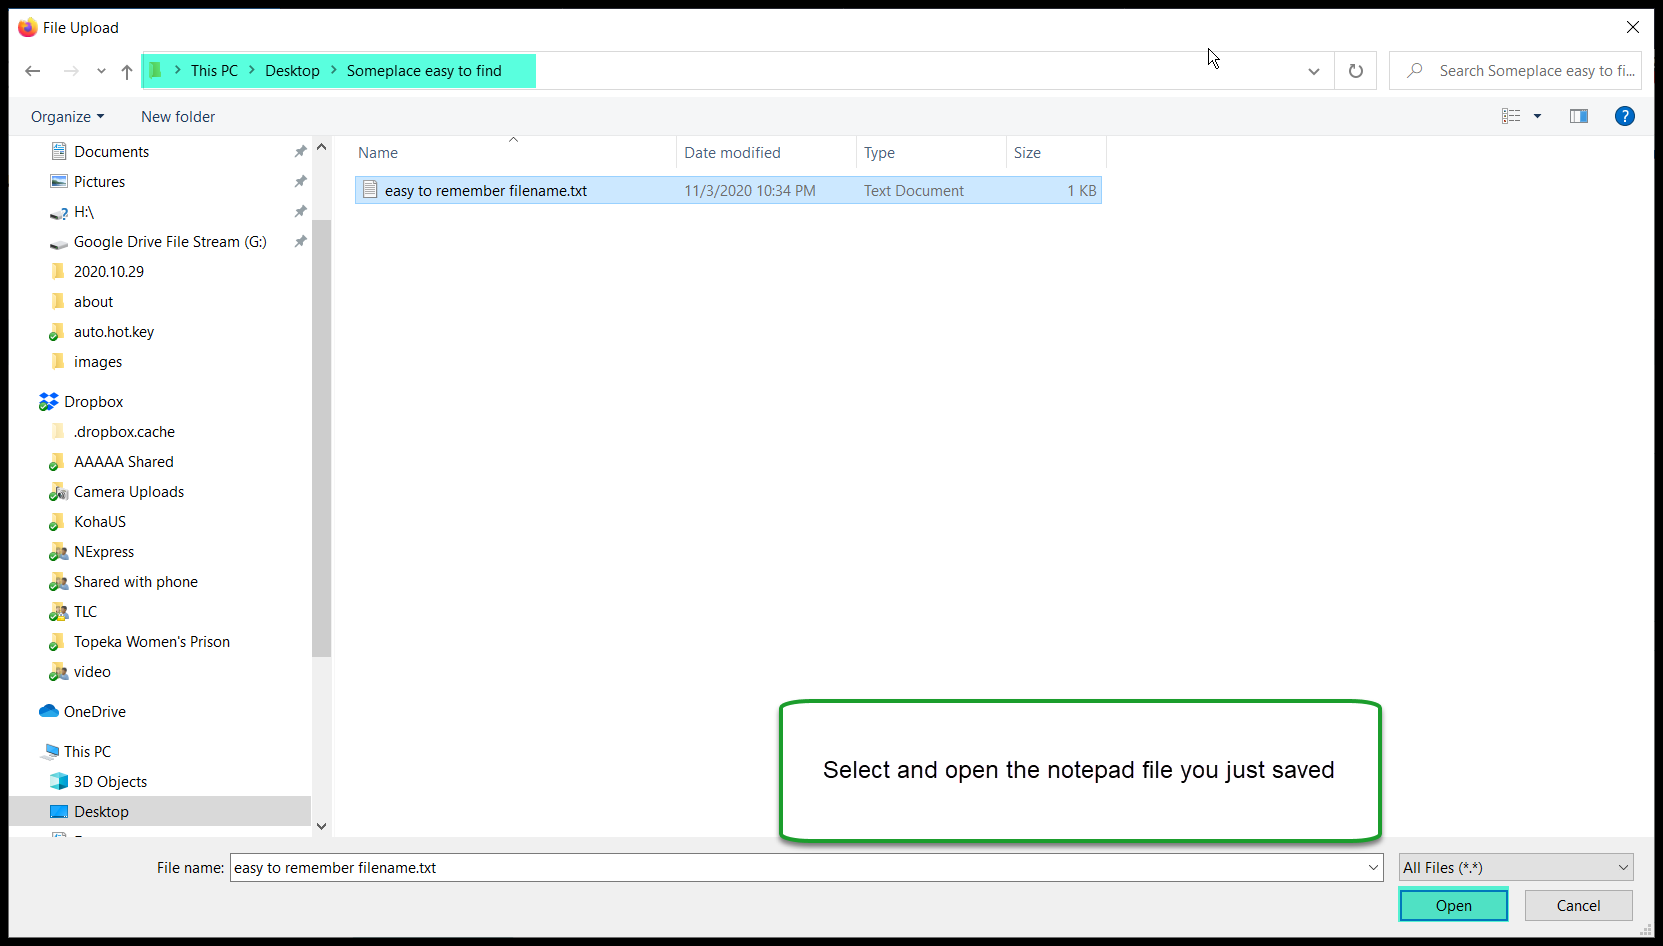 File Upload
This PC > Desktop > Someplace easy to find
Search Someplace easy to fi...
Organize
New folder
?
Name
Date modified
Type
Size
easy to remember filename.txt
11/3/2020 10:34 PM
Text Document
1 KB
Documents
Pictures
H:\
Google Drive File Stream (G:)
2020.10.29
about
auto.hot.key
images
Dropbox
.dropbox.cache
AAAAA Shared
Camera Uploads
KohaUS
NExpress
Shared with phone
TLC
Topeka Women's Prison
video
OneDrive
This PC
3D Objects
Desktop
Select and open the notepad file you just saved
File name:
easy to remember filename.txt
All Files (*.*)
Open
Cancel